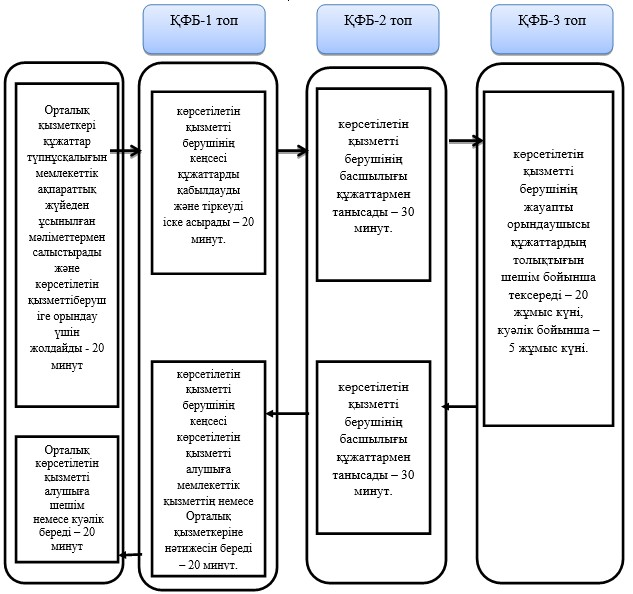 ҚФБ-1 топ
ҚФБ-2 топ
ҚФБ-3 топ
Орталық
қызметкері
құжаттар
түпнұсқалығын
мемлекеттік
ақпараттық
жүйеден
ұсынылған
мәліметтермен
салыстырады
және
көрсетілетін
қызметтіберуш
іге орындау
үшін
жолдайды - 20
минут
көрсетілетін
қызметті
берушінің
кеңсесі
құжаттарды
қабылдауды
және тіркеуді
іске асырады – 20
минут.
көрсетілетін
қызметті
берушінің
басшылығы
құжаттармен
танысады – 30
минут.
көрсетілетін
қызметті
берушінің
жауапты
орындаушысы
құжаттардың
толықтығын
шешім бойынша
тексереді – 20
жұмыс күні,
куәлік бойынша –
5 жұмыс күні.
көрсетілетін
қызметті
берушінің
басшылығы
құжаттармен
танысады – 30
минут.
көрсетілетін
қызметті
берушінің
кеңсесі
көрсетілетін
қызметті
алушыға
мемлекеттік
қызметтің немесе
Орталық
қызметкеріне
нәтижесін береді
– 20 минут.
Орталық
көрсетілетін
қызметті
алушыға
шешім
немесе куәлік
береді – 20
минут